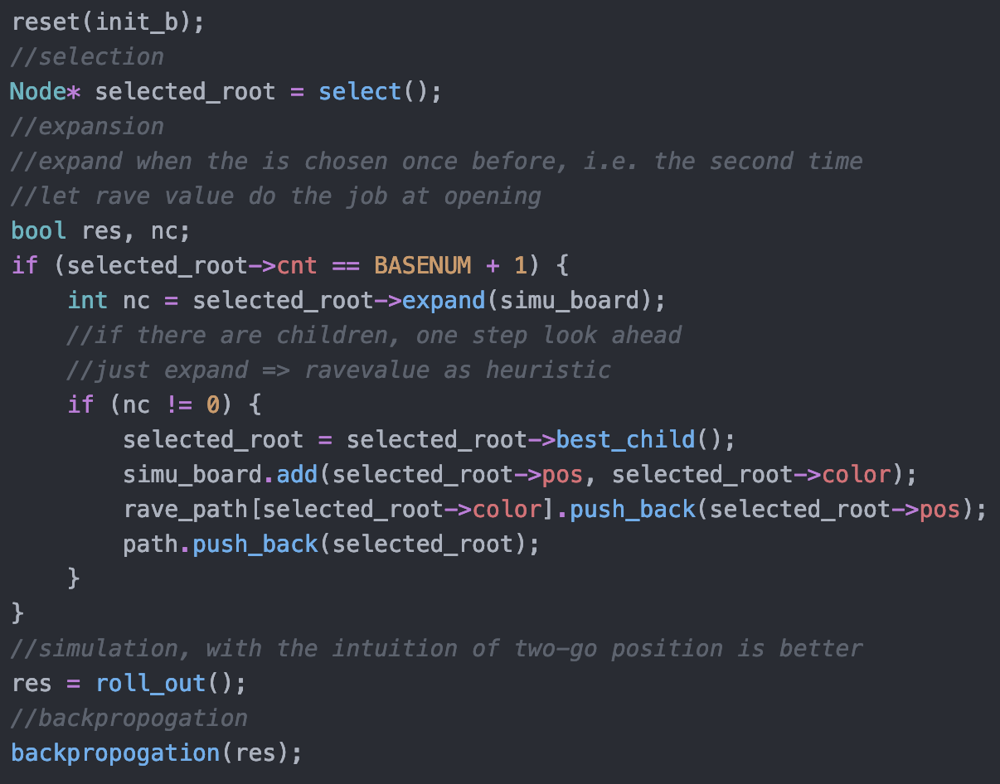 reset(init_b);
//selection
Node* selected_root = select();
//expansion
//expand when the is chosen once before, i.e. the second time
//let rave value do the job at opening
bool res, nc;
if (selected_root->cnt == BASENUM + 1) {
    int nc = selected_root->expand(simu_board);
    //if there are children, one step look ahead
    //just expand => ravevalue as heuristic
    if (nc != 0) {
        selected_root = selected_root->best_child();
        simu_board.add(selected_root->pos, selected_root->color);
        rave_path[selected_root->color].push_back(selected_root->pos);
        path.push_back(selected_root);
    }
}
//simulation, with the intuition of two-go position is better
res = roll_out();
//backpropogation
backpropogation(res);